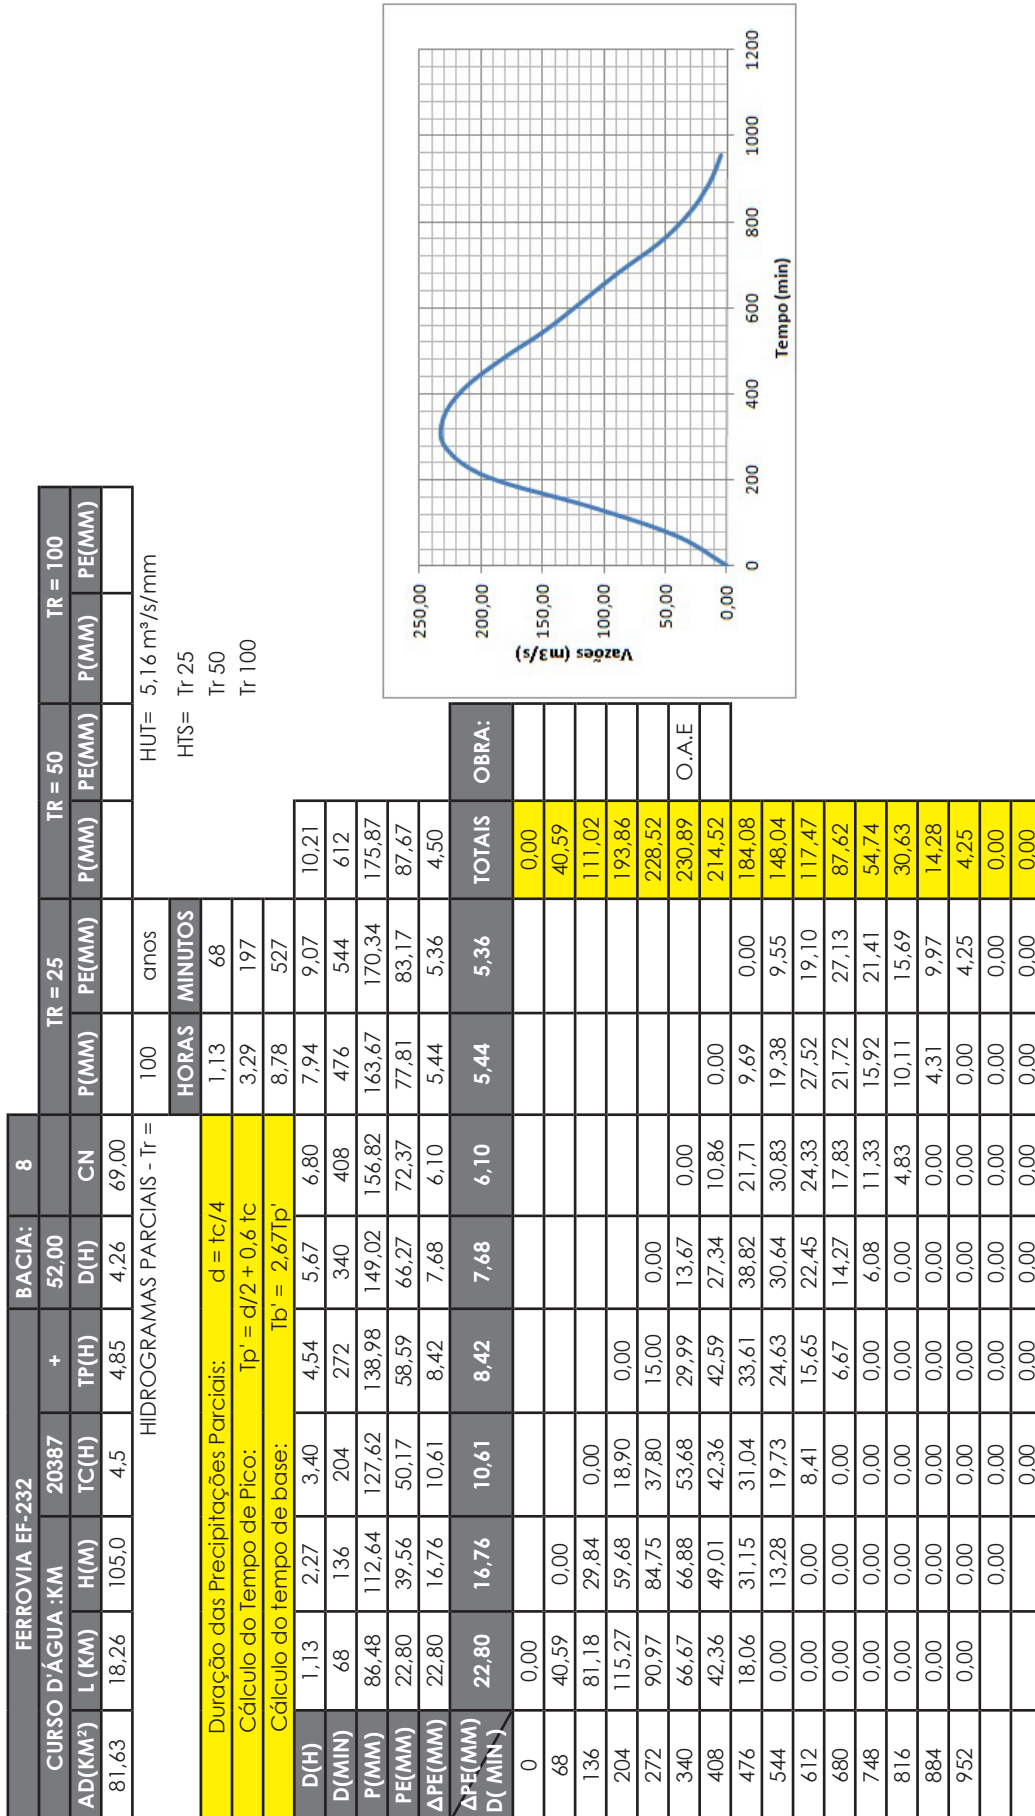 FERROVIA EF-232 BACIA: 8
CURSO D'ÁGUA :KM 20387 + 52,00 TR = 25 TR = 50 TR = 100
AD(KM²) L (KM) H(M) TC(H) TP(H) D(H) CN P(MM) PE(MM) P(MM) PE(MM) P(MM) PE(MM)
81,63 18,26 105,0 4,5 4,85 4,26 69,00
HIDROGRAMAS PARCIAIS - Tr = 100 anos HUT= 5,16 m³/s/mm
HORAS MINUTOS HTS= Tr 25
Duração das Precipitações Parciais: d = tc/4 1,13 68 Tr 50
Cálculo do Tempo de Pico: Tp' = d/2 + 0,6 tc 3,29 197 Tr 100
Cálculo do tempo de base: Tb' = 2,67Tp' 8,78 527
D(H) 1,13 2,27 3,40 4,54 5,67 6,80 7,94 9,07 10,21
D(MIN) 68 136 204 272 340 408 476 544 612
P(MM) 86,48 112,64 127,62 138,98 149,02 156,82 163,67 170,34 175,87
PE(MM) 22,80 39,56 50,17 58,59 66,27 72,37 77,81 83,17 87,67
ΔPE(MM) 22,80 16,76 10,61 8,42 7,68 6,10 5,44 5,36 4,50
ΔPE(MM) D( MIN ) 22,80 16,76 10,61 8,42 7,68 6,10 5,44 5,36 TOTAIS OBRA:
0 0,00 0,00
68 40,59 0,00 40,59
136 81,18 29,84 0,00 111,02
204 115,27 59,68 18,90 0,00 193,86
272 90,97 84,75 37,80 15,00 0,00 228,52
340 66,67 66,88 53,68 29,99 13,67 0,00 230,89 O.A.E
408 42,36 49,01 42,36 42,59 27,34 10,86 0,00 214,52
476 18,06 31,15 31,04 33,61 38,82 21,71 9,69 0,00 184,08
544 0,00 13,28 19,73 24,63 30,64 30,83 19,38 9,55 148,04
612 0,00 0,00 8,41 15,65 22,45 24,33 27,52 19,10 117,47
680 0,00 0,00 0,00 6,67 14,27 17,83 21,72 27,13 87,62
748 0,00 0,00 0,00 0,00 6,08 11,33 15,92 21,41 54,74
816 0,00 0,00 0,00 0,00 0,00 4,83 10,11 15,69 30,63
884 0,00 0,00 0,00 0,00 0,00 0,00 4,31 9,97 14,28
952 0,00 0,00 0,00 0,00 0,00 0,00 0,00 4,25 4,25
0,00 0,00 0,00 0,00 0,00 0,00 0,00 0,00
0,00 0,00 0,00 0,00 0,00 0,00 0,00
Vazões (m3/s)
250,00
200,00
150,00
100,00
50,00
0,00
0 200 400 600 800 1000 1200
Tempo (min)